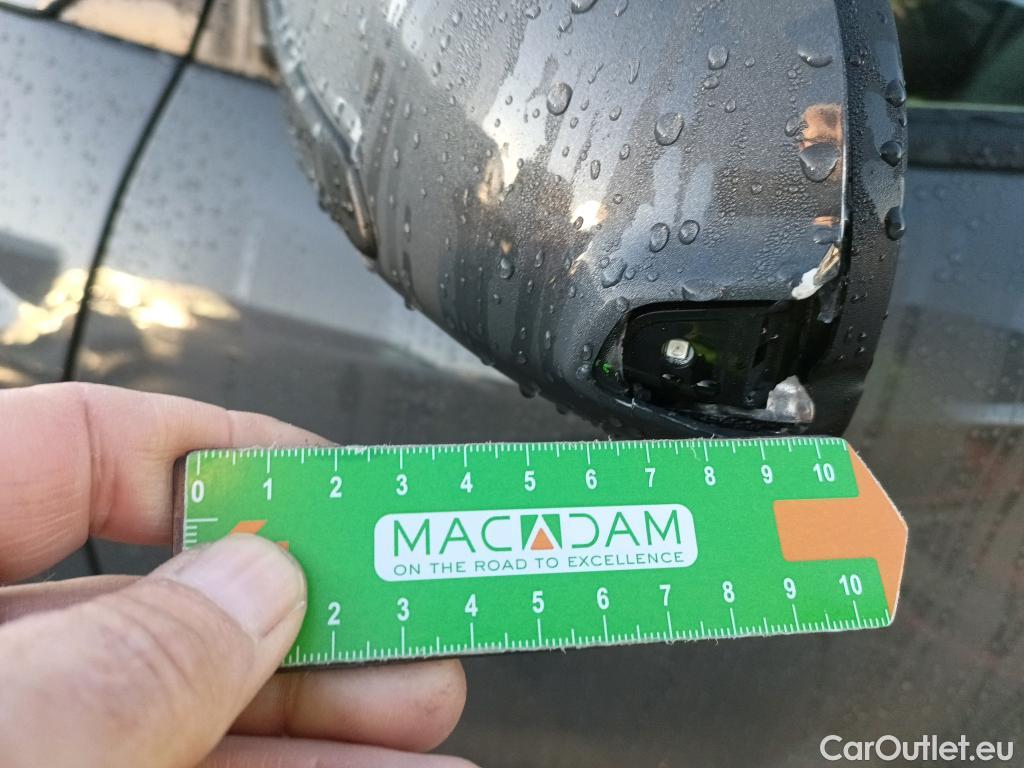 0 1 2 3 4 5 6 7 8 9 10
MACADAM
ON THE ROAD TO EXCELLENCE
2 3 4 5 6 7 8 9 10
CarOutlet.eu